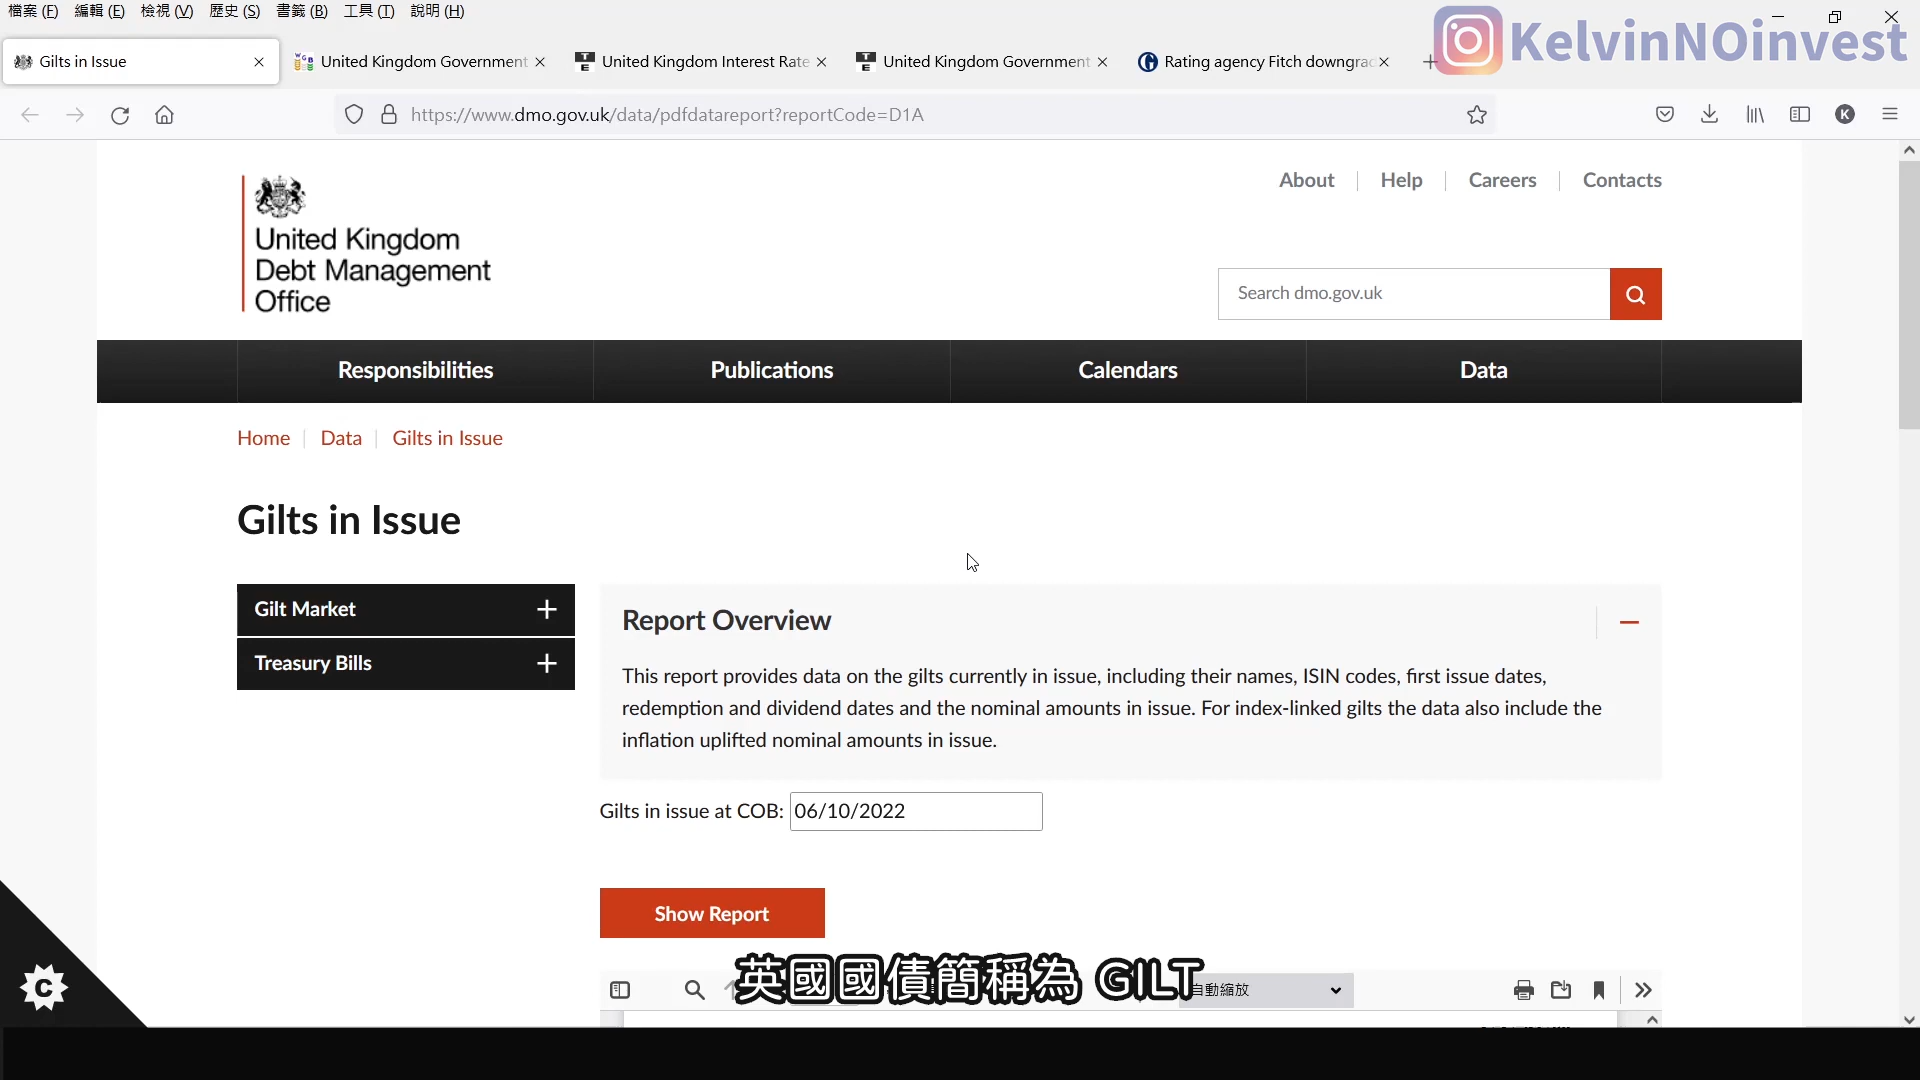 檔案 (F) 編輯 (E) 檢視 (V) 歷史 (S) 書籤 (B) 工具 (T) 說明 (H)
KelvinNOinvest
Gilts in Issue
United Kingdom Government
United Kingdom Interest Rate
United Kingdom Government
Rating agency Fitch downgrad
https://www.dmo.gov.uk/data/pdfdatareport?reportCode=D1A
K
About Help Careers Contacts
United Kingdom
Debt Management
Office
Search dmo.gov.uk
Responsibilities Publications Calendars Data
Home Data Gilts in Issue
Gilts in Issue
Gilt Market
Treasury Bills
Report Overview
This report provides data on the gilts currently in issue, including their names, ISIN codes, first issue dates,
redemption and dividend dates and the nominal amounts in issue. For index-linked gilts the data also include the
inflation uplifted nominal amounts in issue.
Gilts in issue at COB: 06/10/2022
Show Report
C
自動縮放
英國國債簡稱為 GILT